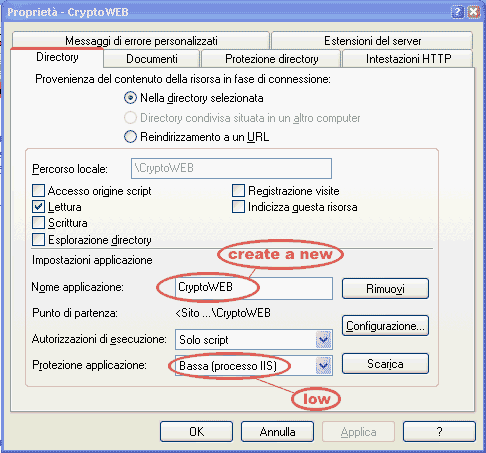 Proprietà - CryptoWEB
Messaggi di errore personalizzati
Estensioni del server
Directory
Documenti
Protezione directory
Intestazioni HTTP
Provenienza del contenuto della risorsa in fase di connessione:
Nella directory selezionata
Directory condivisa situata in un altro computer
Reindirizzamento a un URL
Percorso locale:
\CryptoWEB
Accesso origine script
Registrazione visite
Lettura
Indicizza questa risorsa
Scrittura
Esplorazione directory
create a new
Impostazioni applicazione
Nome applicazione:
CryptoWEB
Rimuovi
Punto di partenza:
<Sito ...\CryptoWEB
Configurazione...
Autorizzazioni di esecuzione:
Solo script
Protezione applicazione:
Bassa (processo IIS)
Scarica
low
OK
Annulla
Applica
?